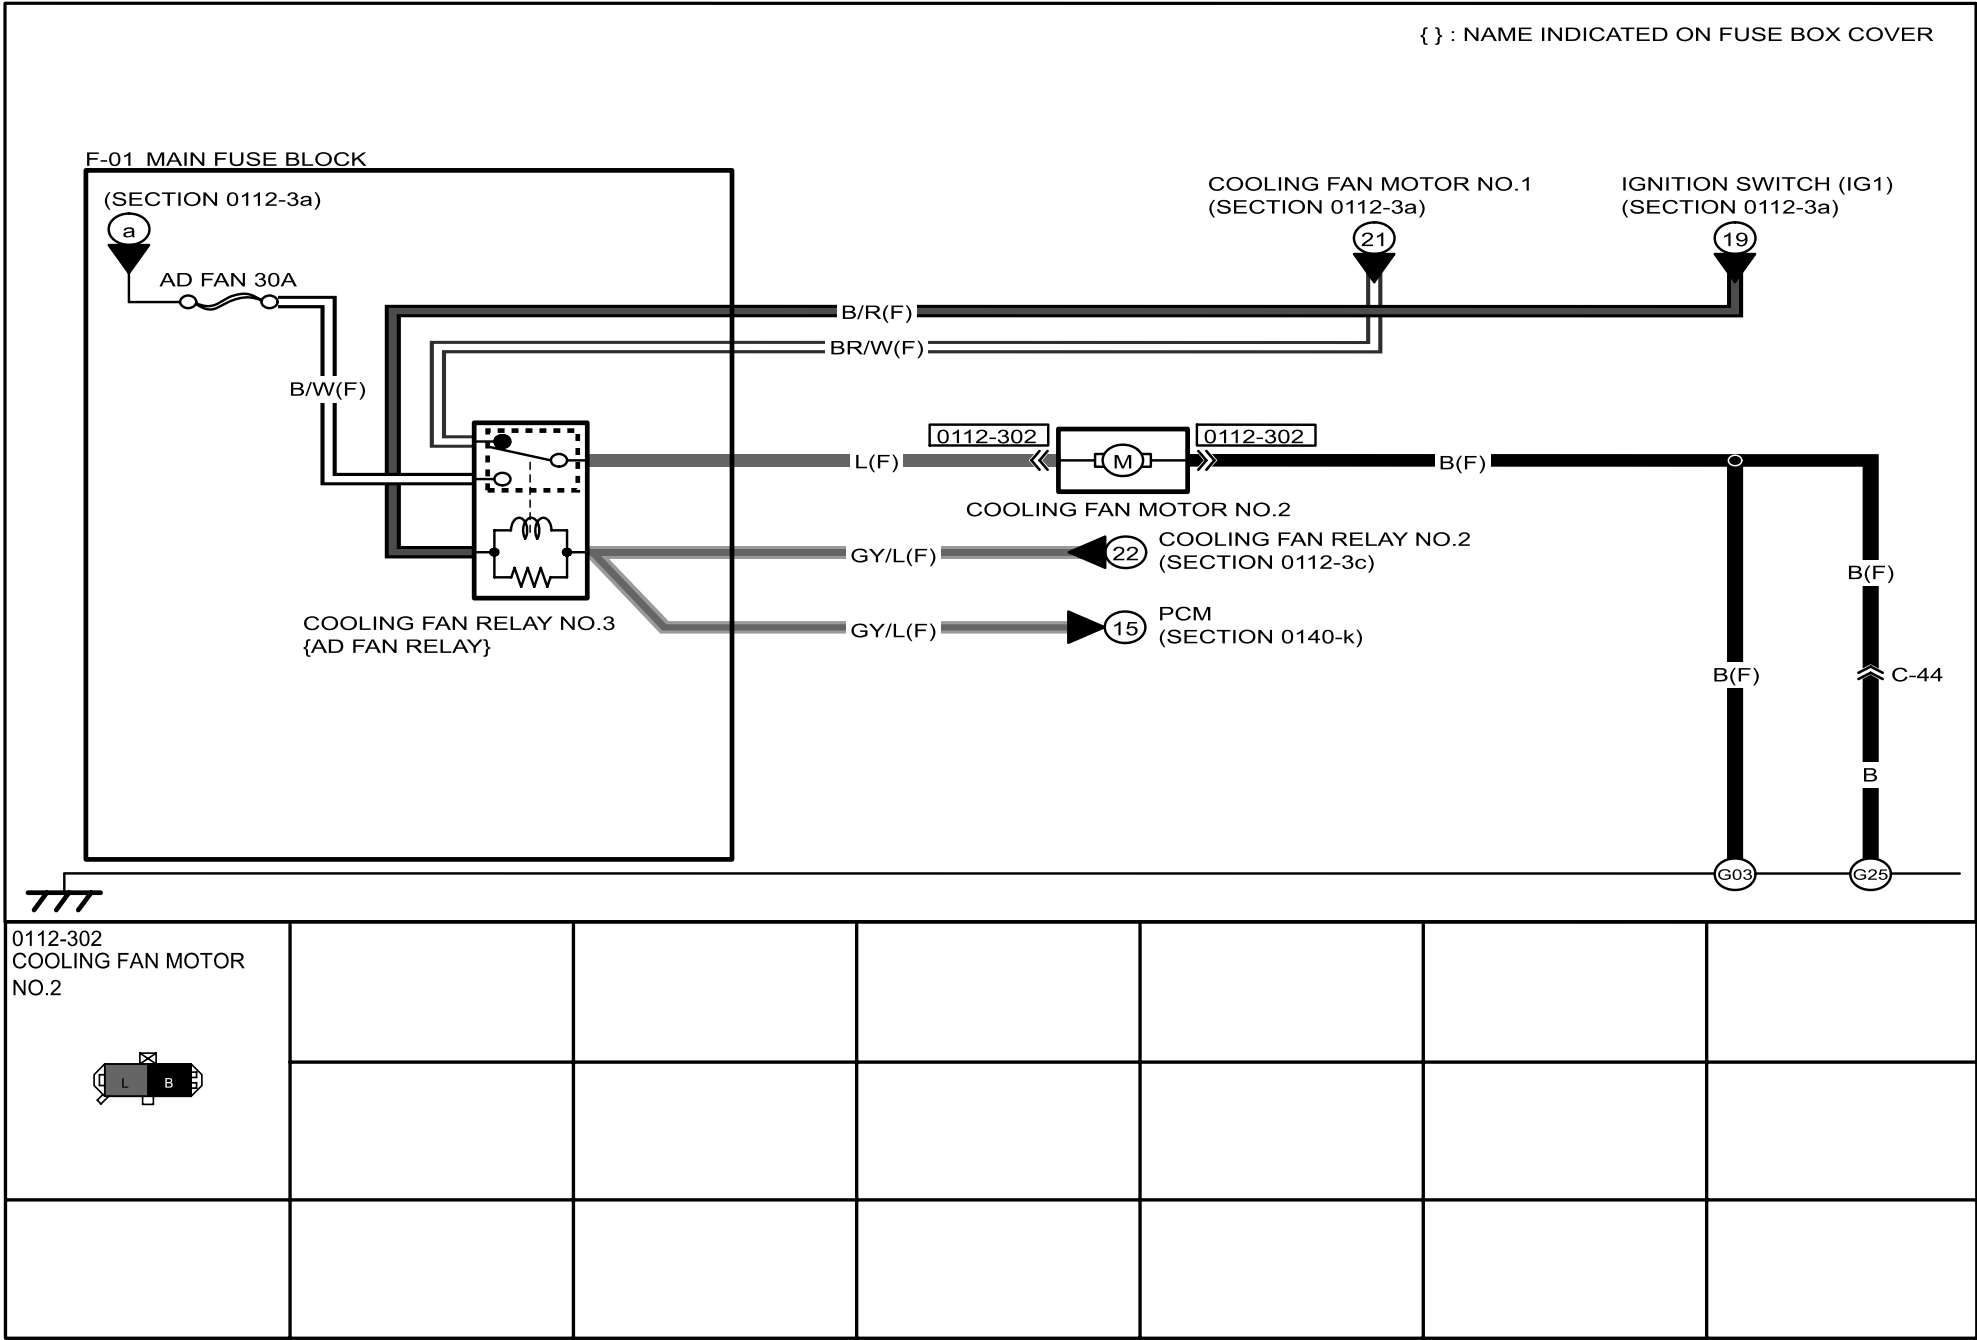 { } : NAME INDICATED ON FUSE BOX COVER
F-01 MAIN FUSE BLOCK
(SECTION 0112-3a)
a
AD FAN 30A
COOLING FAN MOTOR NO.1
(SECTION 0112-3a)
21
IGNITION SWITCH (IG1)
(SECTION 0112-3a)
19
B/R(F)
BR/W(F)
B/W(F)
0112-302
0112-302
L(F)
M
B(F)
COOLING FAN MOTOR NO.2
GY/L(F)
22
COOLING FAN RELAY NO.2
(SECTION 0112-3c)
B(F)
COOLING FAN RELAY NO.3
{AD FAN RELAY}
GY/L(F)
15
PCM
(SECTION 0140-k)
B(F)
C-44
B
G03
G25
0112-302
COOLING FAN MOTOR
NO.2
L
B